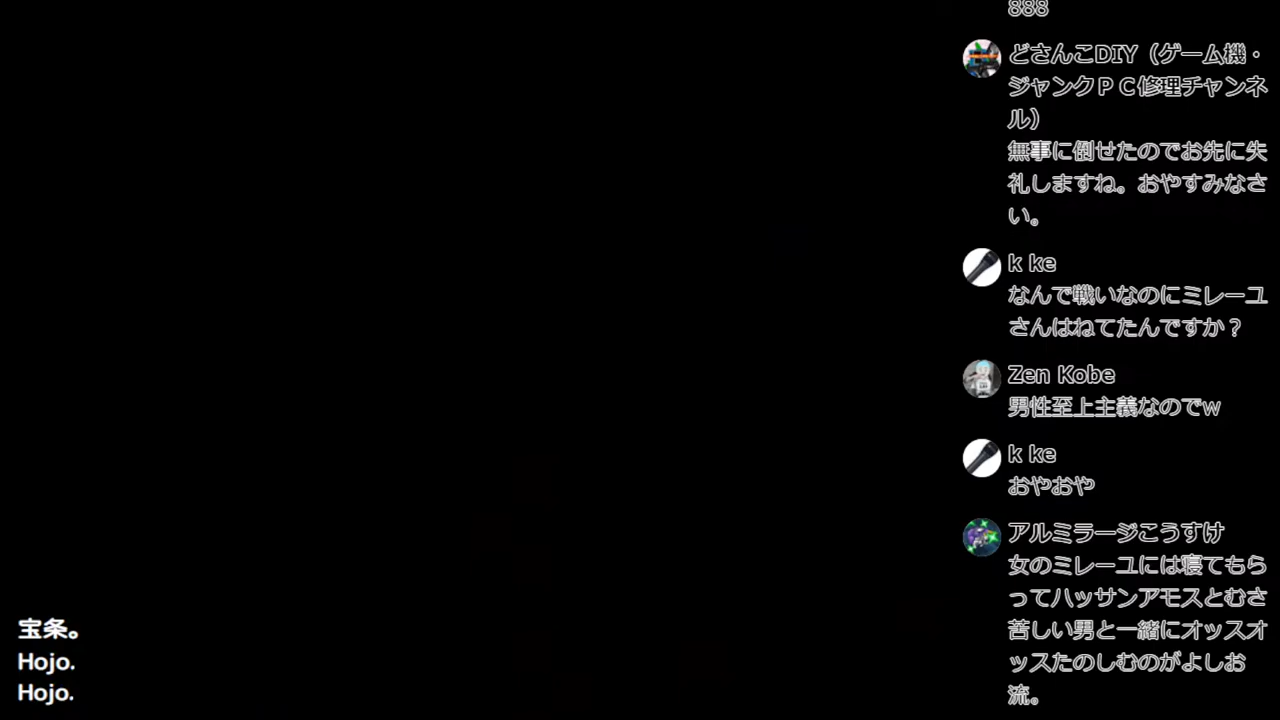 888
どさんこDIY（ゲーム機・
ジャンクＰＣ修理チャンネ
ル）
無事に倒せたのでお先に失
礼しますね。おやすみなさ
い。
k ke
なんで戦いなのにミレーユ
さんはねてたんですか？
Zen Kobe
男性至上主義なのでw
k ke
おやおや
アルミラージこうすけ
女のミレーユには寝てもら
ってハッサンアモスとむさ
苦しい男と一緒にオッスオ
ッスたのしむのがよしお
流。
宝条。
Hojo.
Hojo.